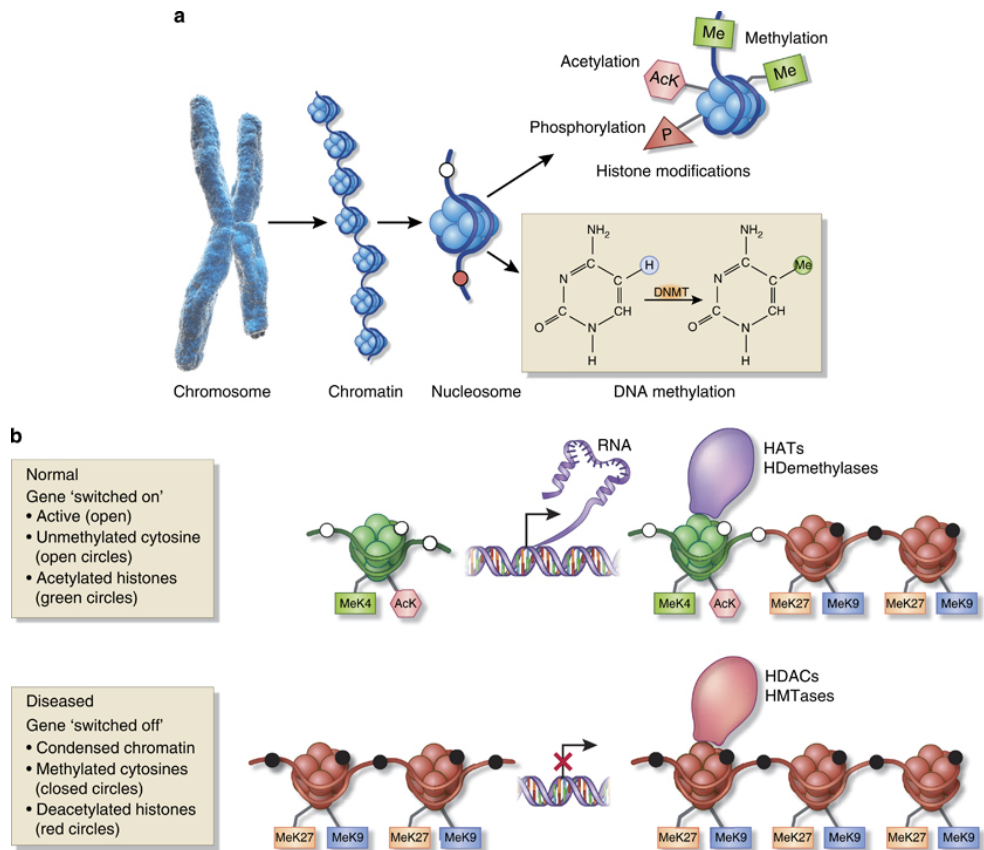 a
Me
Methylation
Acetylation
AcK
Me
Phosphorylation
P
Histone modifications
NH2
H
N
C
C
C
CH
O
N
H
DNMT
NH2
Me
N
C
C
C
CH
O
N
H
Chromosome
Chromatin
Nucleosome
DNA methylation
b
Normal
Gene ‘switched on’
• Active (open)
• Unmethylated cytosine
(open circles)
• Acetylated histones
(green circles)
RNA
HATs
HDemethylases
MeK4
AcK
MeK4
AcK
MeK27
MeK9
MeK27
MeK9
Diseased
Gene ‘switched off’
• Condensed chromatin
• Methylated cytosines
(closed circles)
• Deacetylated histones
(red circles)
HDACs
HMTases
MeK27
MeK9
MeK27
MeK9
MeK27
MeK9
MeK27
MeK9
MeK27
MeK9